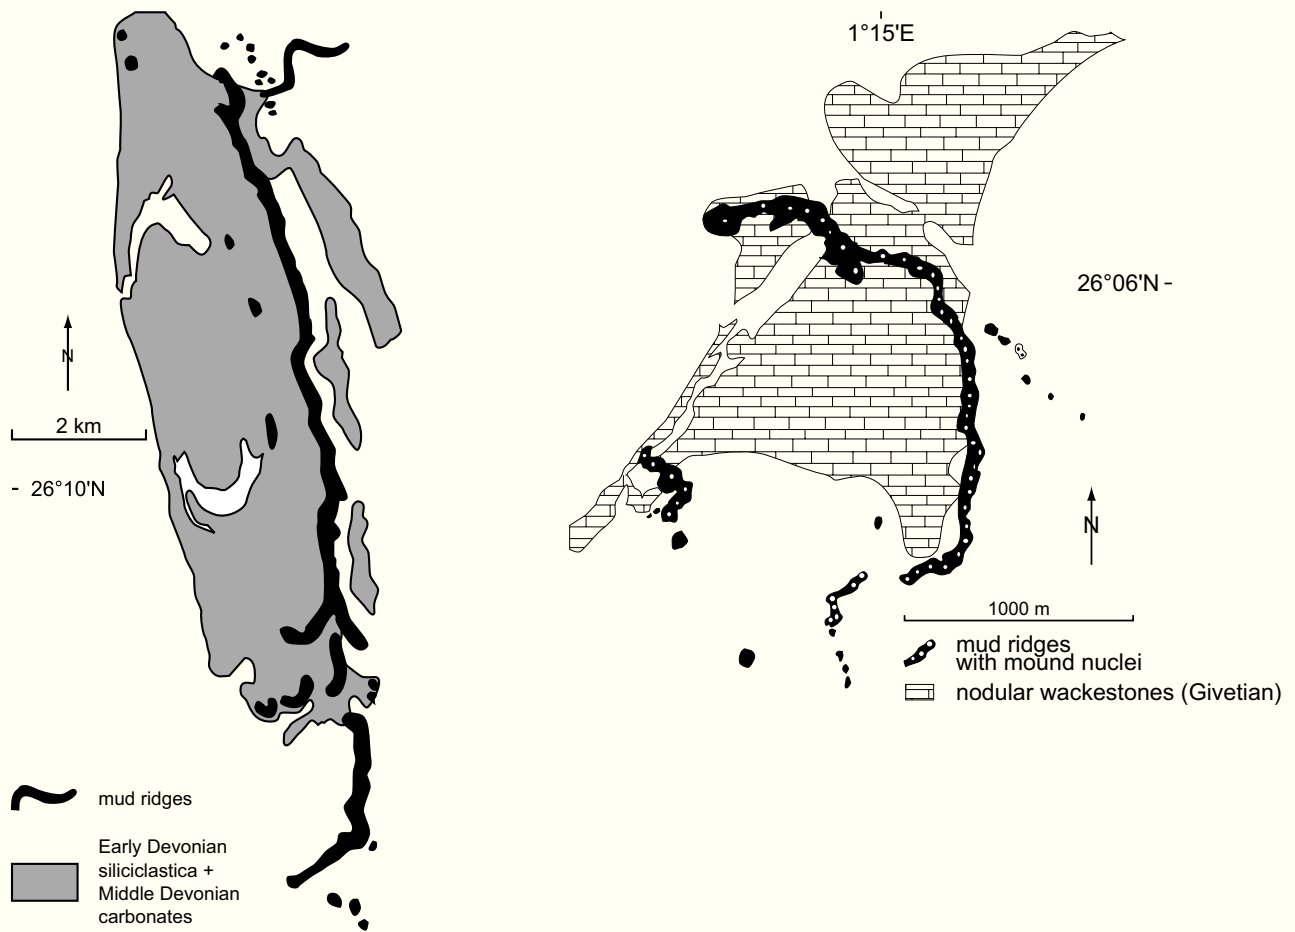 N
2 km
- 26°10'N
mud ridges
Early Devonian
siliciclastica +
Middle Devonian
carbonates
1°15'E
26°06'N -
N
1000 m
mud ridges
with mound nuclei
nodular wackestones (Givetian)